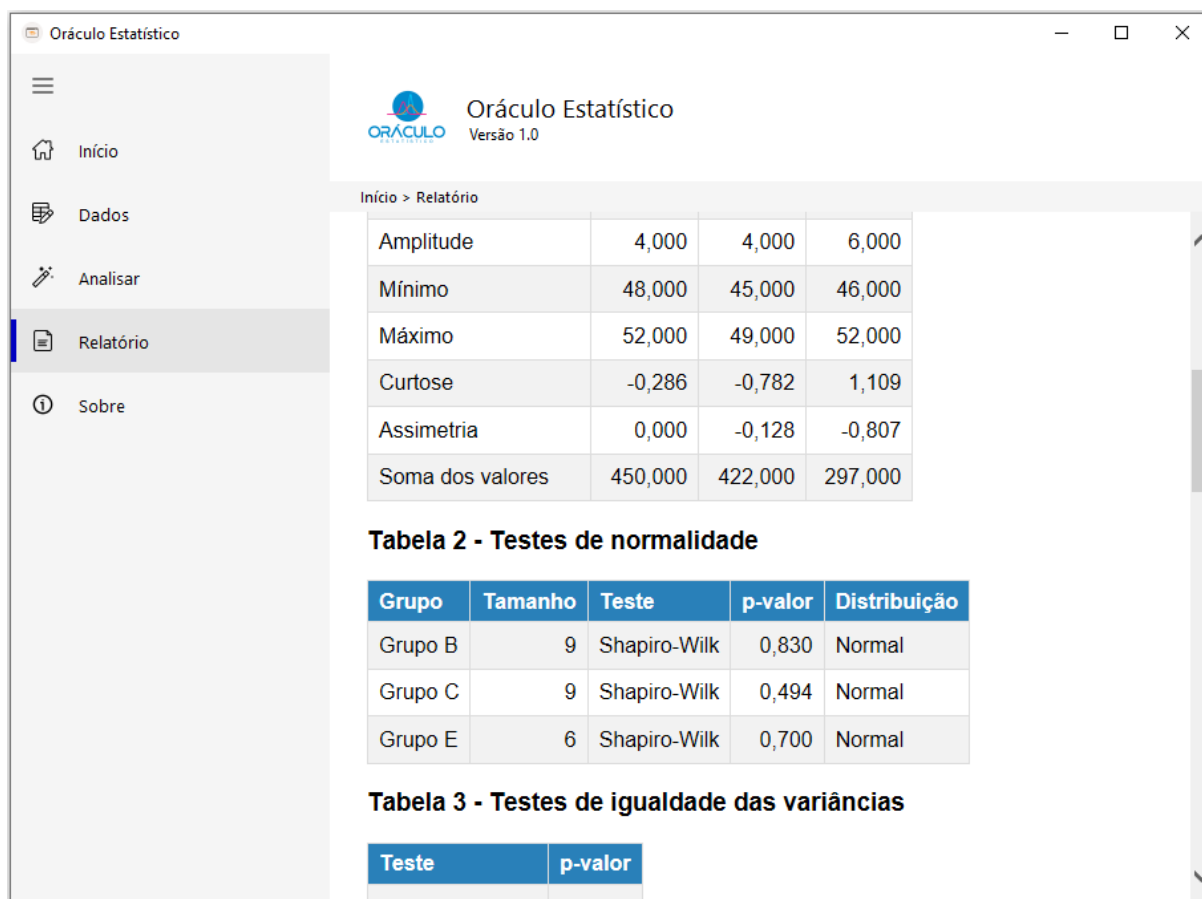 Oráculo Estatístico
Início
Dados
Analisar
Relatório
Sobre
ORÁCULO
ESTATÍSTICO
Oráculo Estatístico
Versão 1.0
Início > Relatório
Amplitude 4,000 4,000 6,000
Mínimo 48,000 45,000 46,000
Máximo 52,000 49,000 52,000
Curtose -0,286 -0,782 1,109
Assimetria 0,000 -0,128 -0,807
Soma dos valores 450,000 422,000 297,000
Tabela 2 - Testes de normalidade
Grupo Tamanho Teste p-valor Distribuição
Grupo B 9 Shapiro-Wilk 0,830 Normal
Grupo C 9 Shapiro-Wilk 0,494 Normal
Grupo E 6 Shapiro-Wilk 0,700 Normal
Tabela 3 - Testes de igualdade das variâncias
Teste p-valor